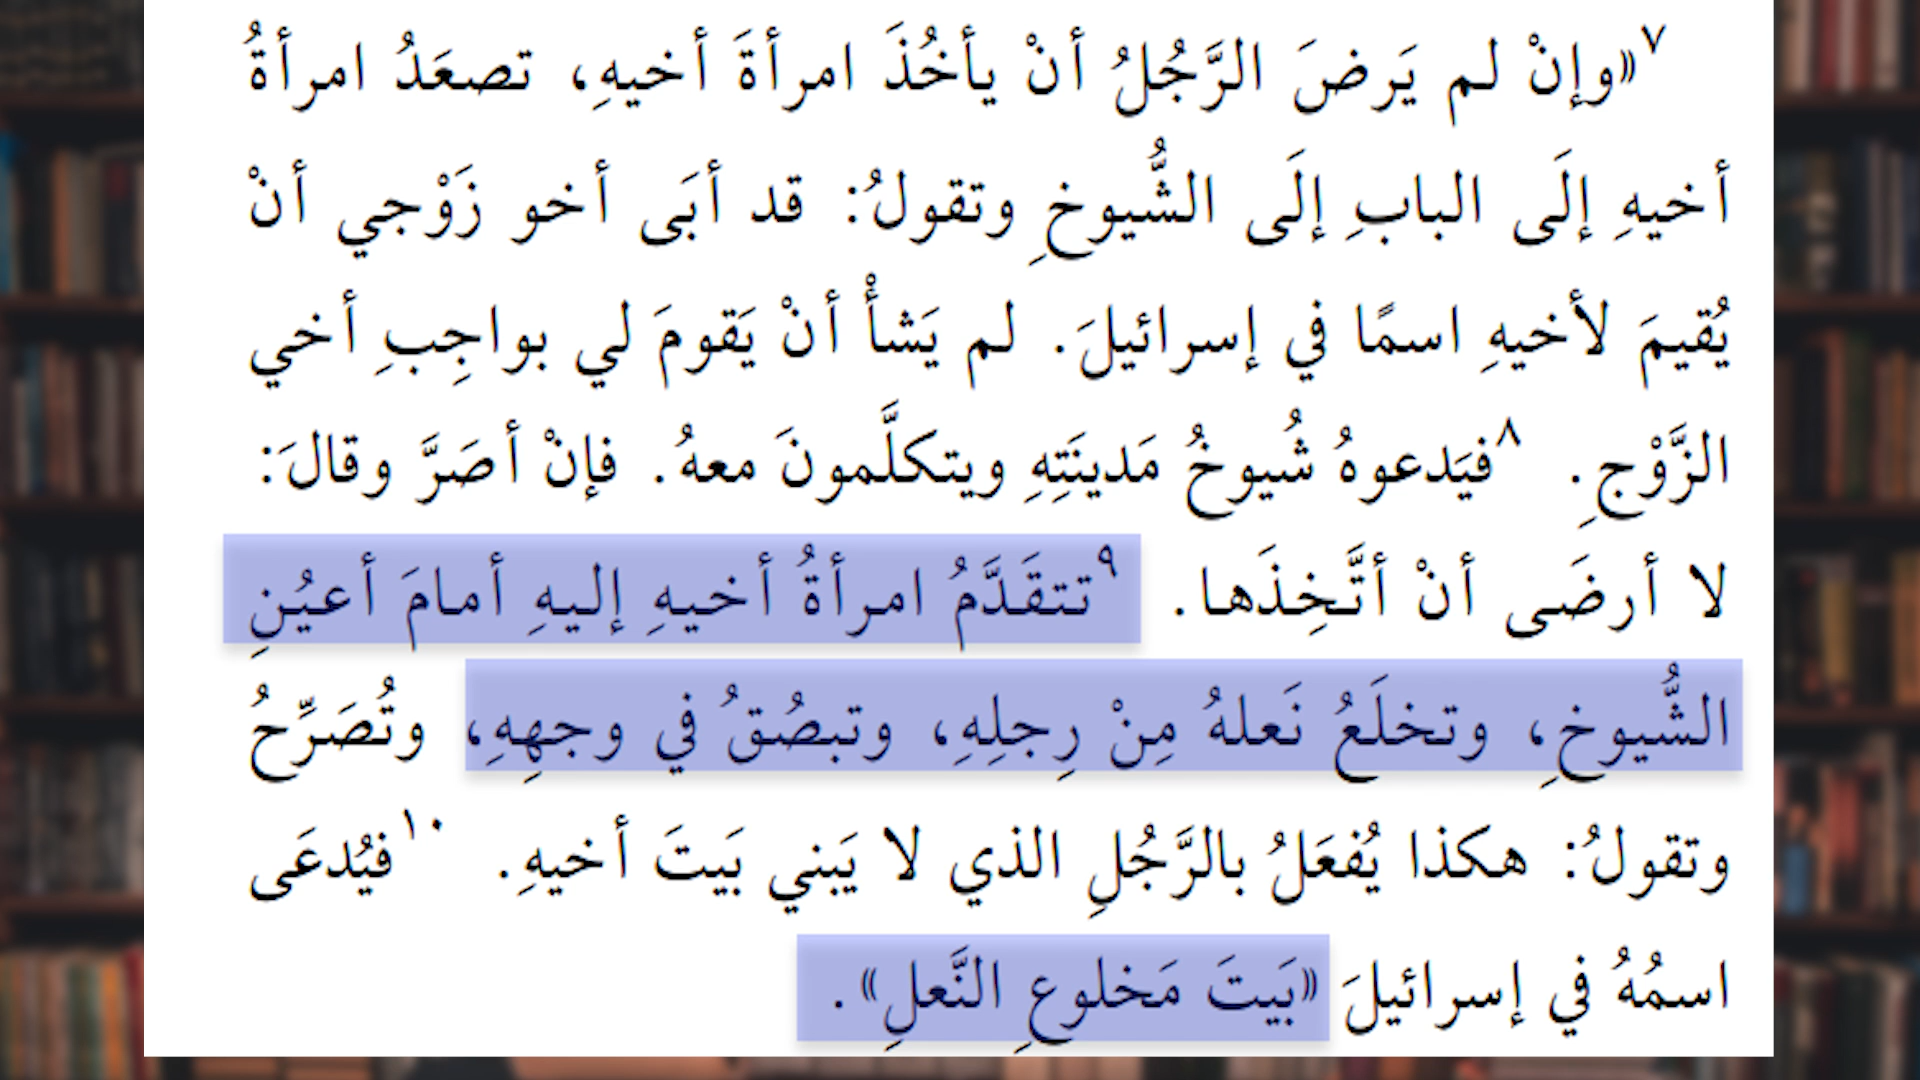 ٧«وإنْ لم يَرضَ الرَّجُلُ أنْ يأخُذَ امرأةَ أخيهِ، تصعَدُ امرأةُ
أخيهِ إلَى البابِ إلَى الشُّيوخِ وتقولُ: قد أبَى أخو زَوْجي أنْ
يُقيمَ لأخيهِ اسمًا في إسرائيلَ. لم يَشأْ أنْ يَقومَ لي بواجِبِ أخي
الزَّوْجِ. ٨فيَدعوهُ شُيوخُ مَدينَتِهِ ويتكلَّمونَ معهُ. فإنْ أصَرَّ وقالَ:
لا أرضَى أنْ أتَّخِذَها. ٩تتقَدَّمُ امرأةُ أخيهِ إليهِ أمامَ أعيُنِ
الشُّيوخِ، وتخلَعُ نَعلهُ مِنْ رِجلِهِ، وتبصُقُ في وجهِهِ، وتُصَرِّحُ
وتقولُ: هكذا يُفعَلُ بالرَّجُلِ الذي لا يَبني بَيتَ أخيهِ. ١٠فيُدعَى
اسمُهُ في إسرائيلَ «بَيتَ مَخلوعِ النَّعلِ».